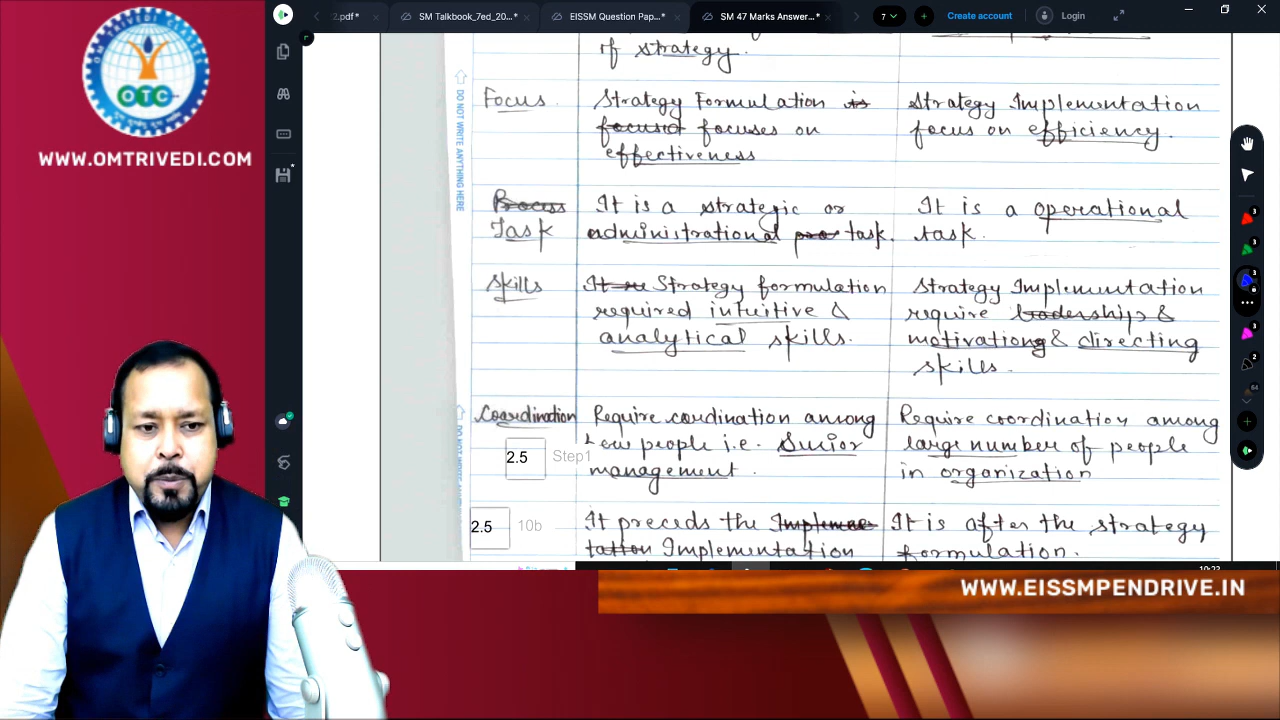 2.pdf*
SM Talkbook_7ed_20...*
EISSM Question Pap...*
SM 47 Marks Answer...*
7
Create account
Login
OTC
WWW.OMTRIVEDI.COM
DO NOT WRITE ANYTHING HERE
of strategy.
Focus.
Strategy Formulation is
focused focuses on
effectiveness
Strategy Implementation
focus on efficiency.
Process
Task
It is a strategic or
administrational pro task.
It is a operational
task.
Skills
It Strategy formulation
required intuitive &
analytical skills.
Strategy Implementation
require leadership &
motivation & directing
skills.
Coordination
Require cordination among
few people i.e. Senior
management.
Require coordination among
large number of people
in organization
2.5 Step1
2.5 10b
It preceds the Implemen
tation Implementation
It is after the strategy
formulation.
WWW.EISSMPENDRIVE.IN